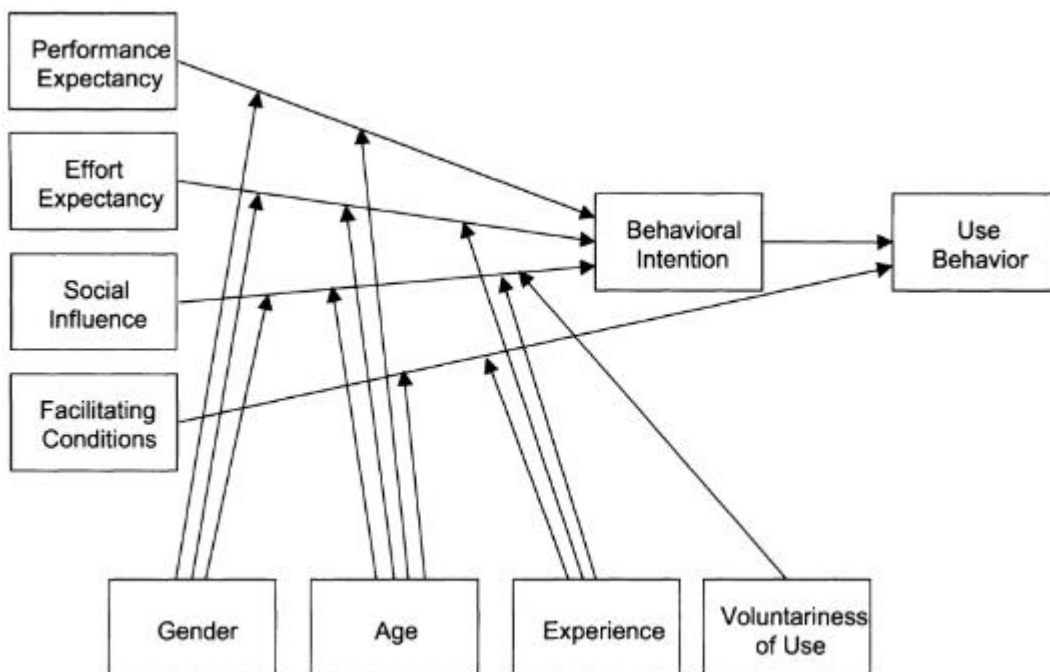 Performance
Expectancy
Effort
Expectancy
Social
Influence
Facilitating
Conditions
Behavioral
Intention
Use
Behavior
Gender
Age
Experience
Voluntariness
of Use